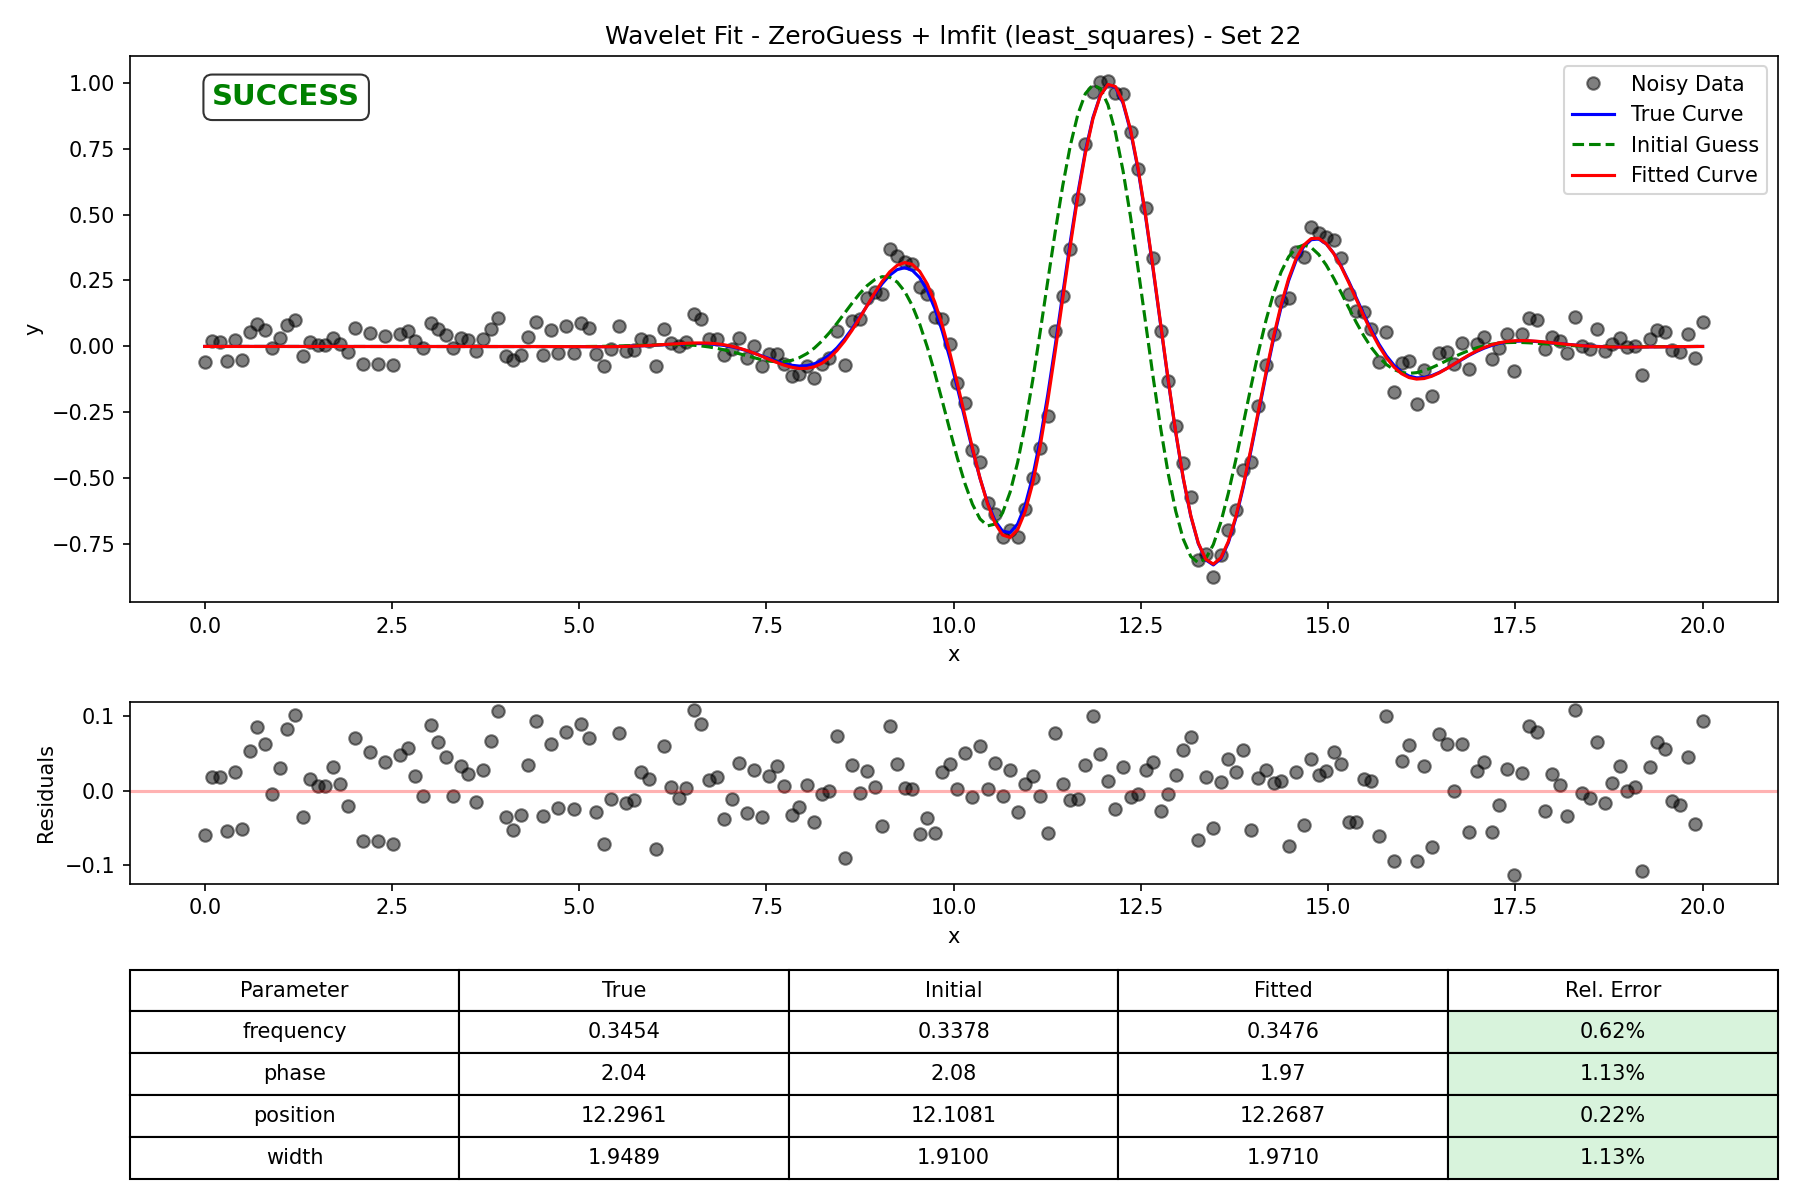 Wavelet Fit - ZeroGuess + lmfit (least_squares) - Set 22
SUCCESS
Noisy Data
True Curve
Initial Guess
Fitted Curve
y
1.00
0.75
0.50
0.25
0.00
−0.25
−0.50
−0.75
0.0 2.5 5.0 7.5 10.0 12.5 15.0 17.5 20.0
x
Residuals
0.1
0.0
−0.1
0.0 2.5 5.0 7.5 10.0 12.5 15.0 17.5 20.0
x
Parameter True Initial Fitted Rel. Error
frequency 0.3454 0.3378 0.3476 0.62%
phase 2.04 2.08 1.97 1.13%
position 12.2961 12.1081 12.2687 0.22%
width 1.9489 1.9100 1.9710 1.13%